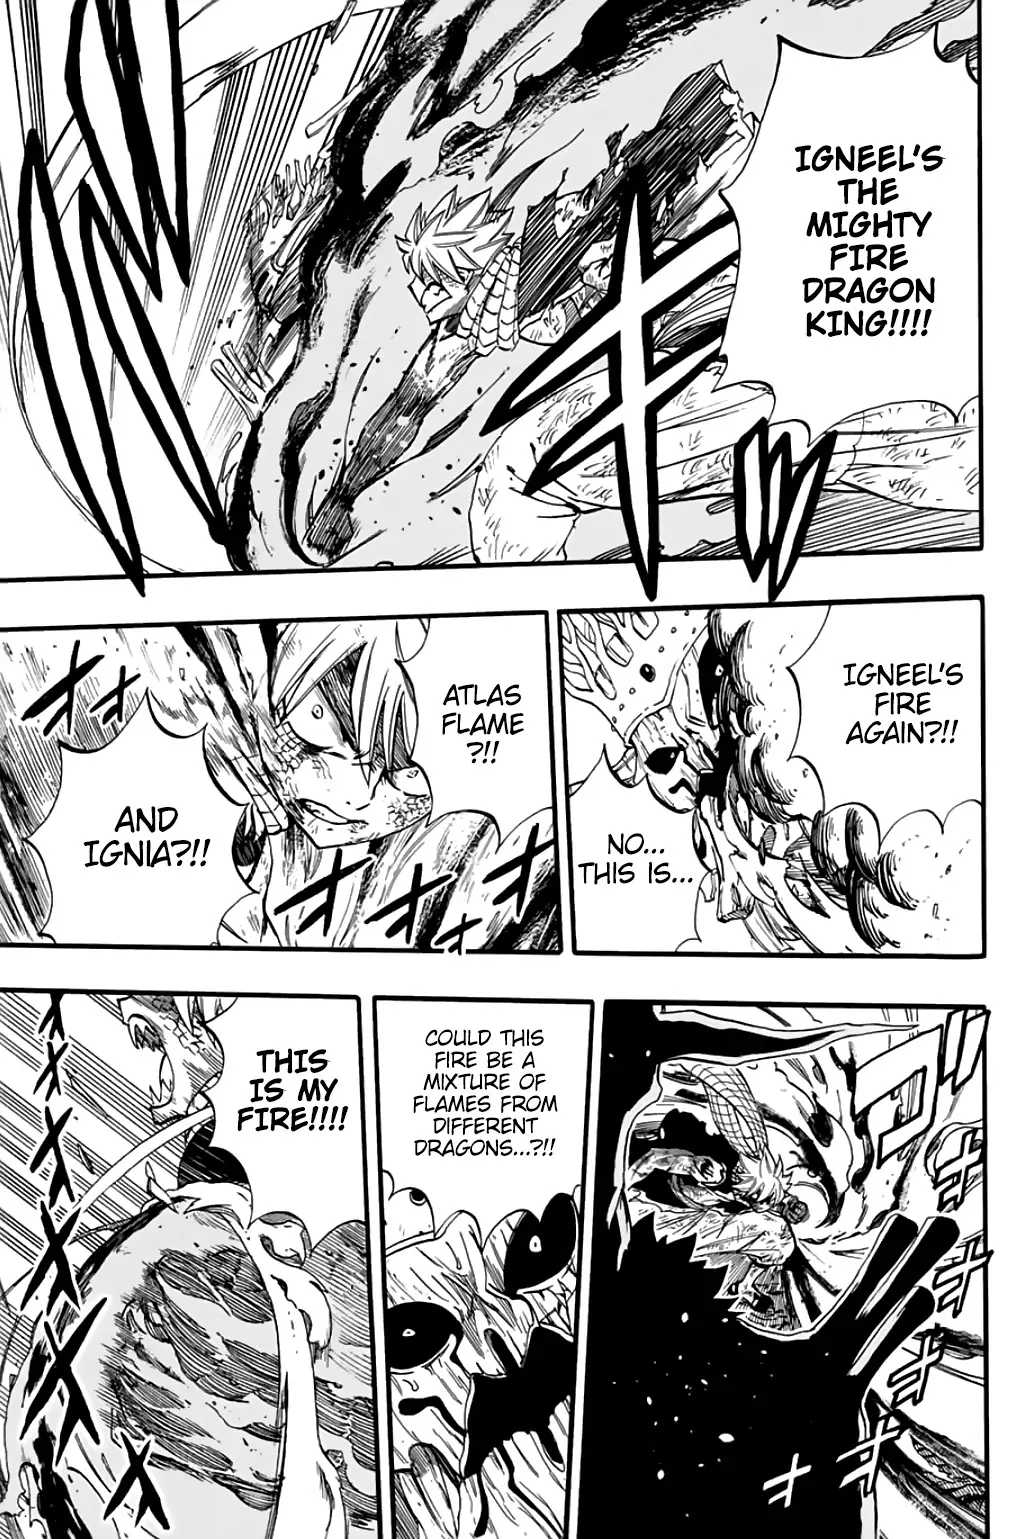 IGNEEL'S
THE
MIGHTY
FIRE
DRAGON
KING!!!!
IGNEEL'S
FIRE
AGAIN?!!
NO...
THIS IS...
ATLAS
FLAME
?!!
AND
IGNIA?!!
COULD THIS
FIRE BE A
MIXTURE OF
FLAMES FROM
DIFFERENT
DRAGONS...?!!
THIS
IS MY
FIRE!!!!